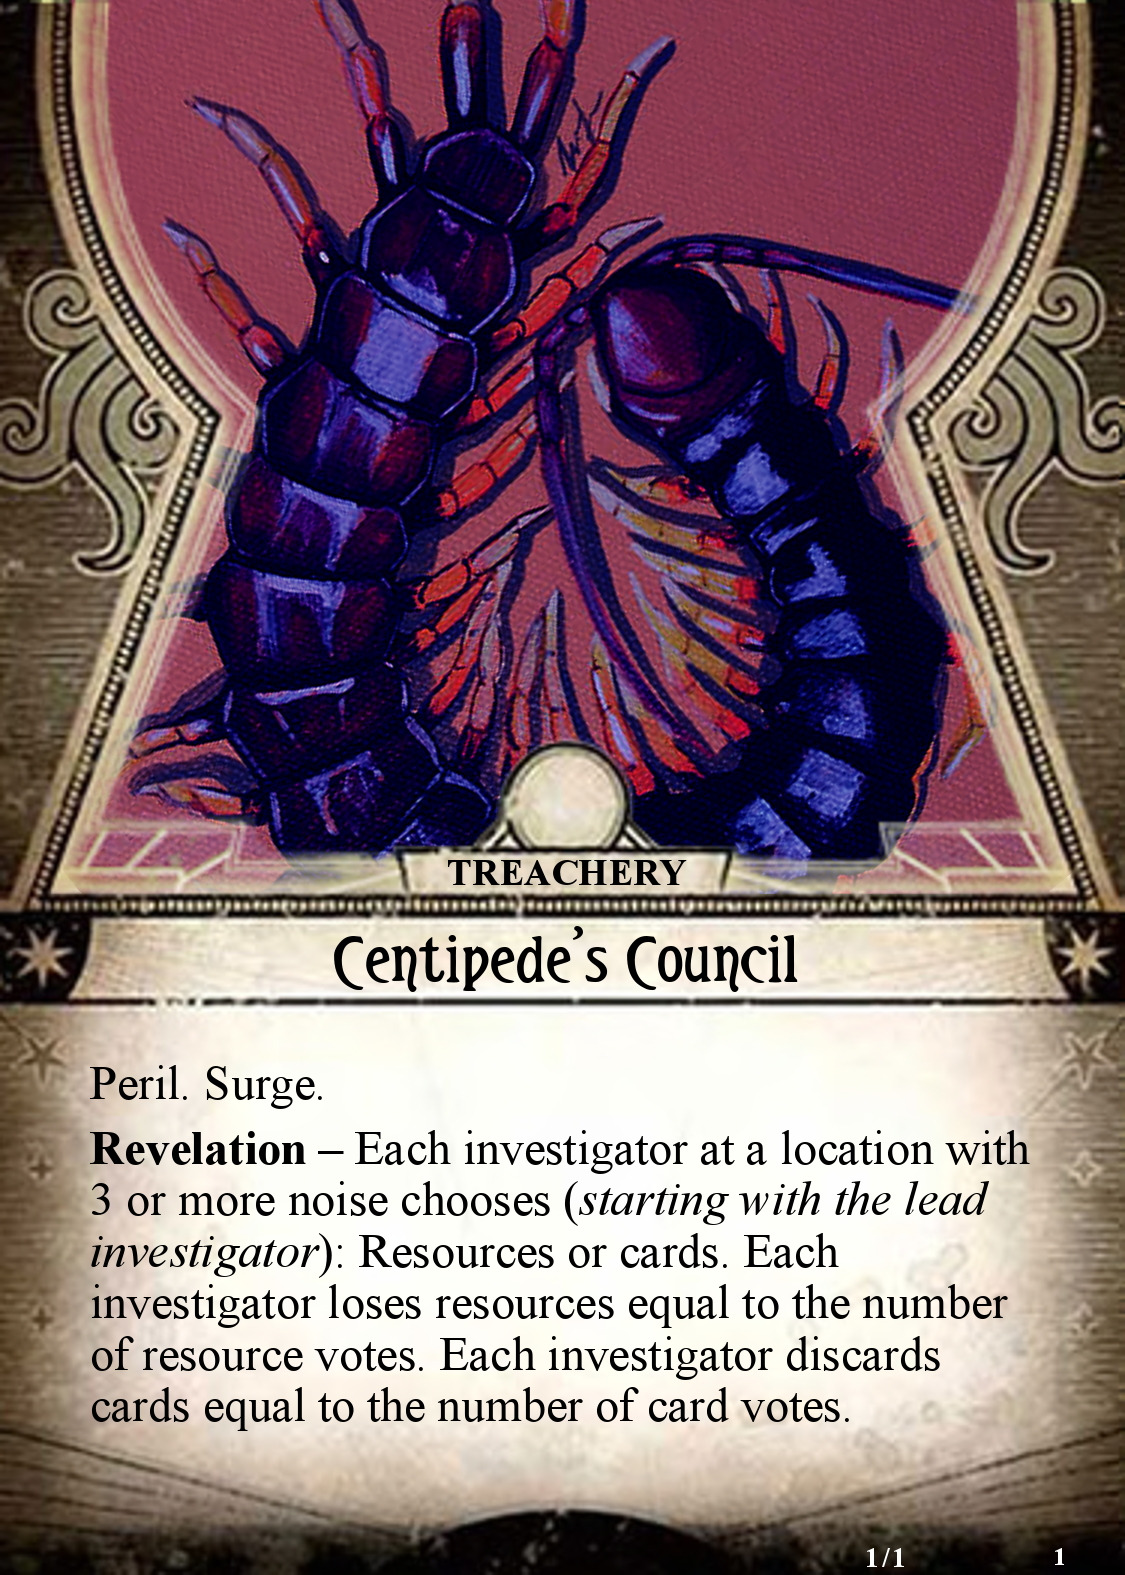 TREACHERY
Centipede's Council
Peril. Surge.
Revelation – Each investigator at a location with
3 or more noise chooses (starting with the lead
investigator): Resources or cards. Each
investigator loses resources equal to the number
of resource votes. Each investigator discards
cards equal to the number of card votes.
1/1
1